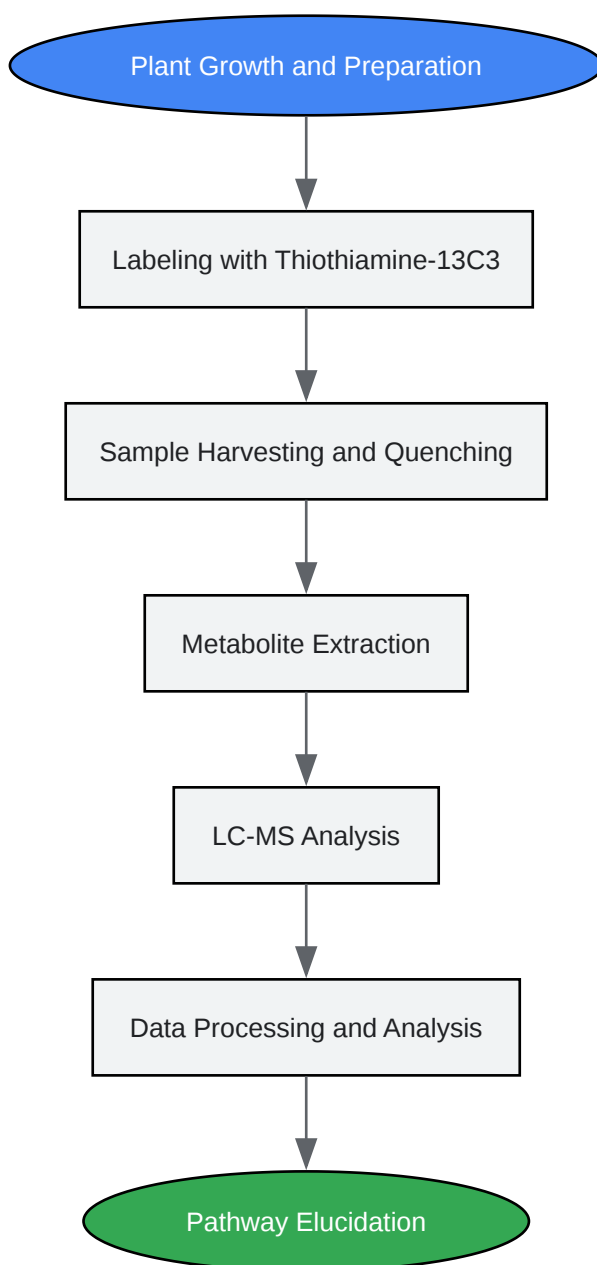 Plant Growth and Preparation
Labeling with Thiothiamine-13C3
Sample Harvesting and Quenching
Metabolite Extraction
LC-MS Analysis
Data Processing and Analysis
Pathway Elucidation